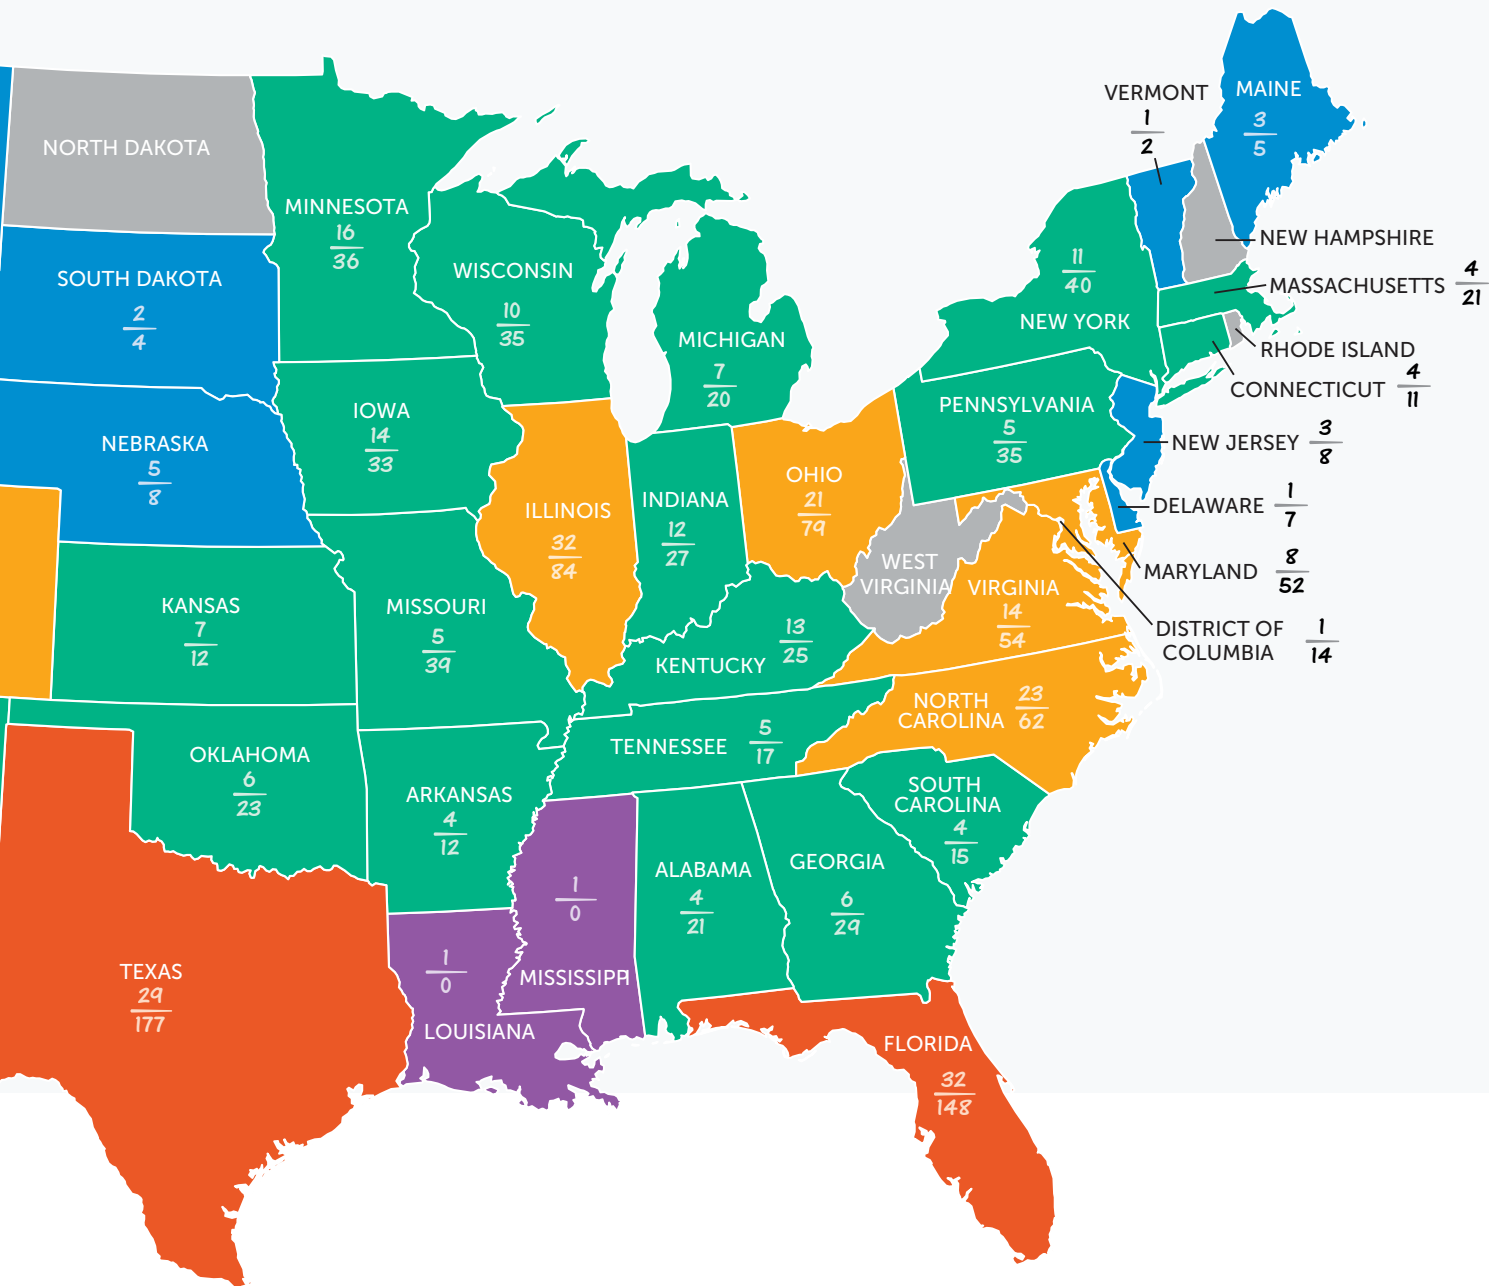 VERMONT
1
2
MAINE
3
5
NORTH DAKOTA
MINNESOTA
16
36
NEW HAMPSHIRE
11
40
NEW YORK
MASSACHUSETTS 4
21
SOUTH DAKOTA
2
4
WISCONSIN
10
35
MICHIGAN
7
20
RHODE ISLAND
CONNECTICUT 4
11
IOWA
14
33
PENNSYLVANIA
5
35
NEBRASKA
5
8
NEW JERSEY 3
8
ILLINOIS
32
84
INDIANA
12
27
OHIO
21
79
DELAWARE 1
7
WEST
VIRGINIA
MARYLAND 8
52
KANSAS
7
12
MISSOURI
5
39
VIRGINIA
14
54
DISTRICT OF
COLUMBIA 1
14
13
25
KENTUCKY
NORTH
CAROLINA 23
62
TENNESSEE 5
17
OKLAHOMA
6
23
ARKANSAS
4
12
SOUTH
CAROLINA
4
15
1
0
MISSISSIPPI
ALABAMA
4
21
GEORGIA
6
29
TEXAS
29
177
1
0
LOUISIANA
FLORIDA
32
148